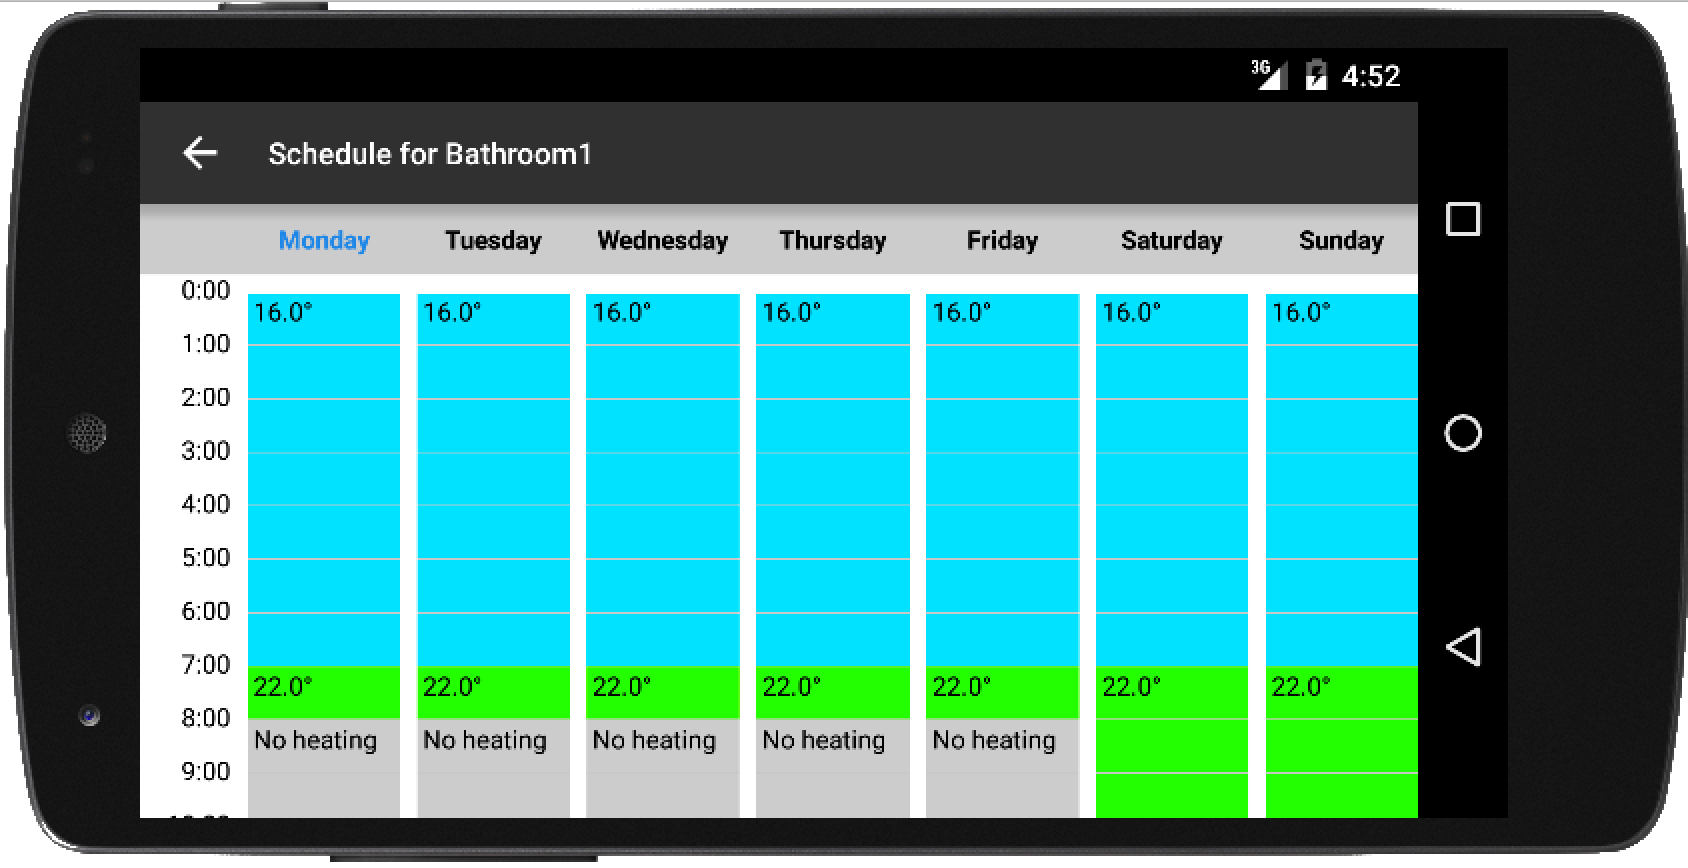 3G 4:52
Schedule for Bathroom1
Monday Tuesday Wednesday Thursday Friday Saturday Sunday
0:00
16.0° 16.0° 16.0° 16.0° 16.0° 16.0° 16.0°
1:00
2:00
3:00
4:00
5:00
6:00
7:00
22.0° 22.0° 22.0° 22.0° 22.0° 22.0° 22.0°
8:00
No heating No heating No heating No heating No heating
9:00